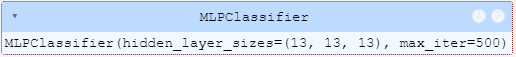 MLPClassifier
MLPClassifier(hidden_layer_sizes=(13, 13, 13), max_iter=500)